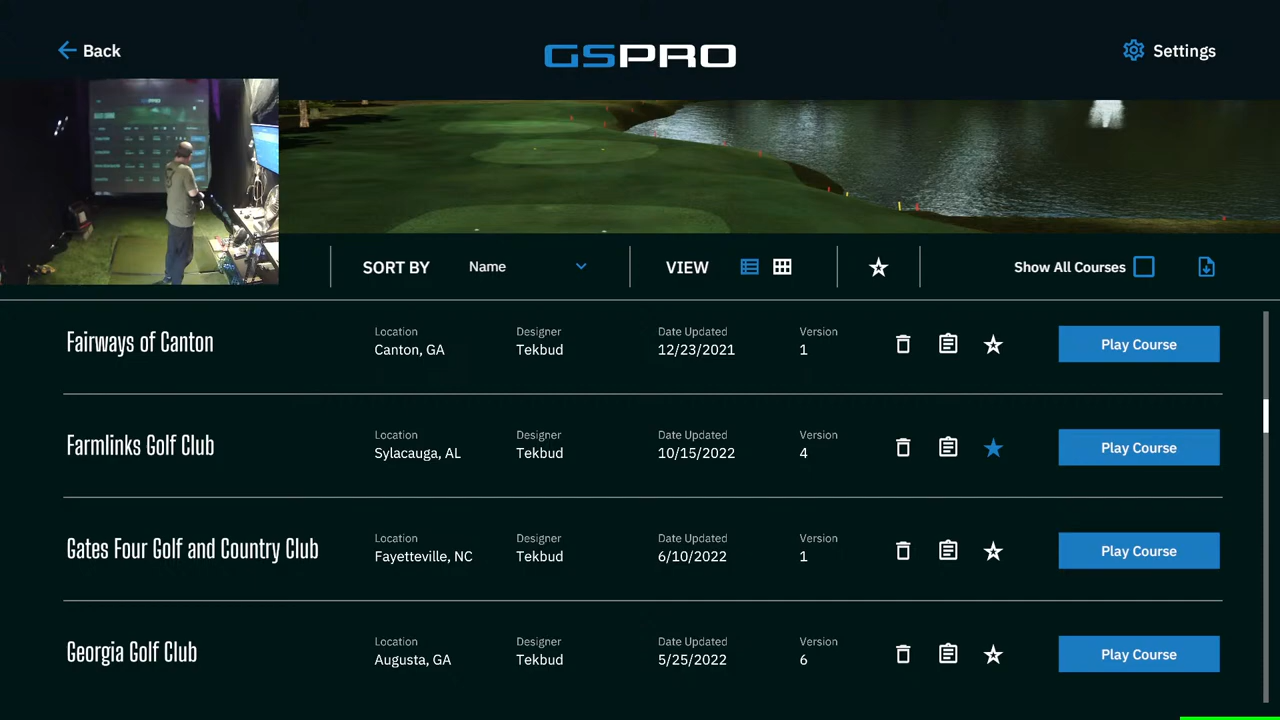 Back
GSPRO
Settings
SORT BY
Name
VIEW
Show All Courses
Fairways of Canton
Location
Canton, GA
Designer
Tekbud
Date Updated
12/23/2021
Version
1
Play Course
Farmlinks Golf Club
Location
Sylacauga, AL
Designer
Tekbud
Date Updated
10/15/2022
Version
4
Play Course
Gates Four Golf and Country Club
Location
Fayetteville, NC
Designer
Tekbud
Date Updated
6/10/2022
Version
1
Play Course
Georgia Golf Club
Location
Augusta, GA
Designer
Tekbud
Date Updated
5/25/2022
Version
6
Play Course